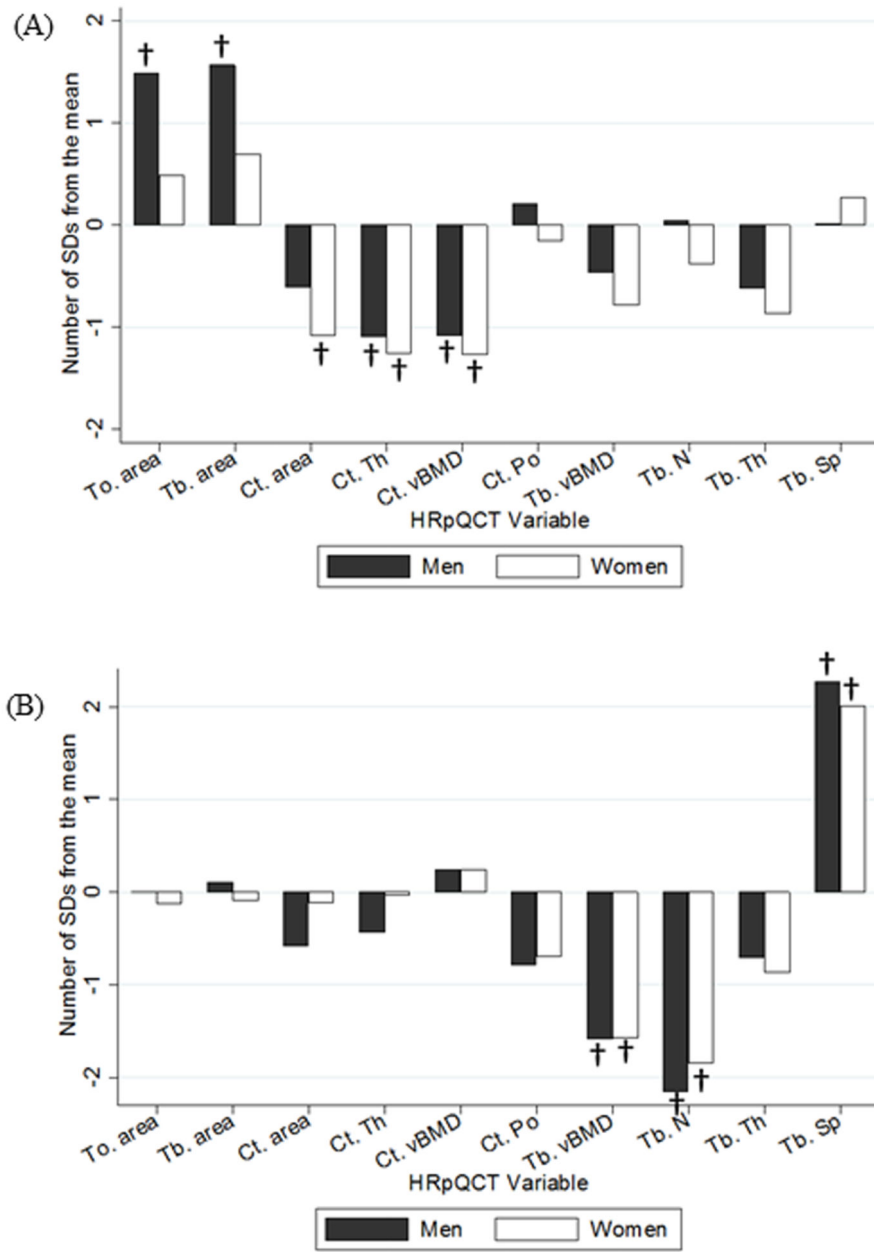 (A)
Number of SDs from the mean
2
1
0
-1
-2
† † † † † † †
To. area Tb. area Ct. area Ct. Th Ct. vBMD Ct. Po Tb. vBMD Tb. N Tb. Th Tb. Sp
HRpQCT Variable
Men Women
(B)
Number of SDs from the mean
2
1
0
-1
-2
† † † † † †
To. area Tb. area Ct. area Ct. Th Ct. vBMD Ct. Po Tb. vBMD Tb. N Tb. Th Tb. Sp
HRpQCT Variable
Men Women